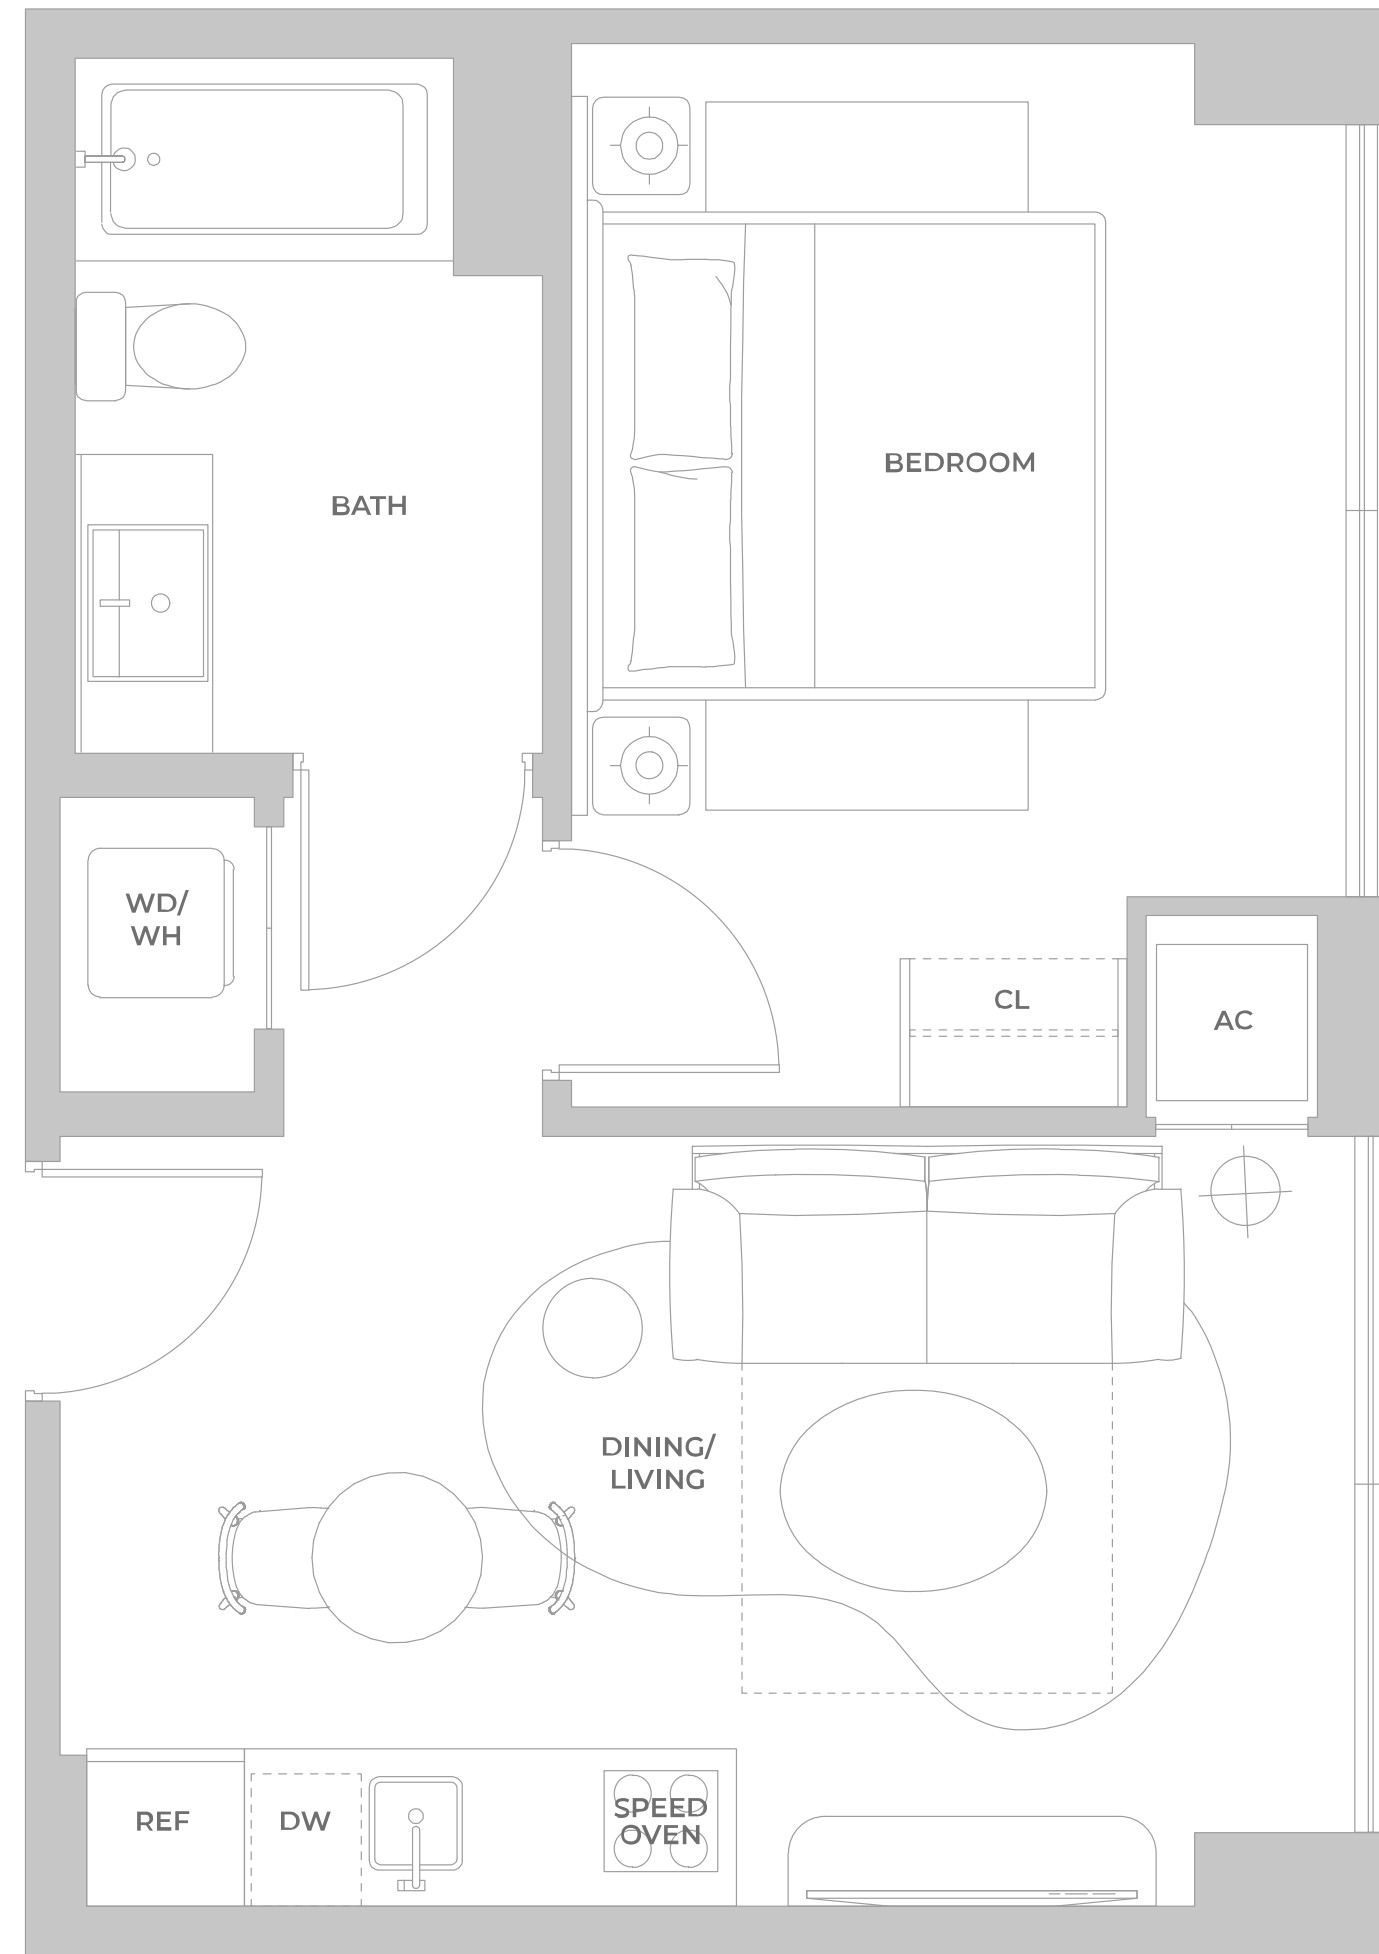 BEDROOM
BATH
WD/
WH
CL
AC
DINING/
LIVING
REF
DW
SPEED
OVEN